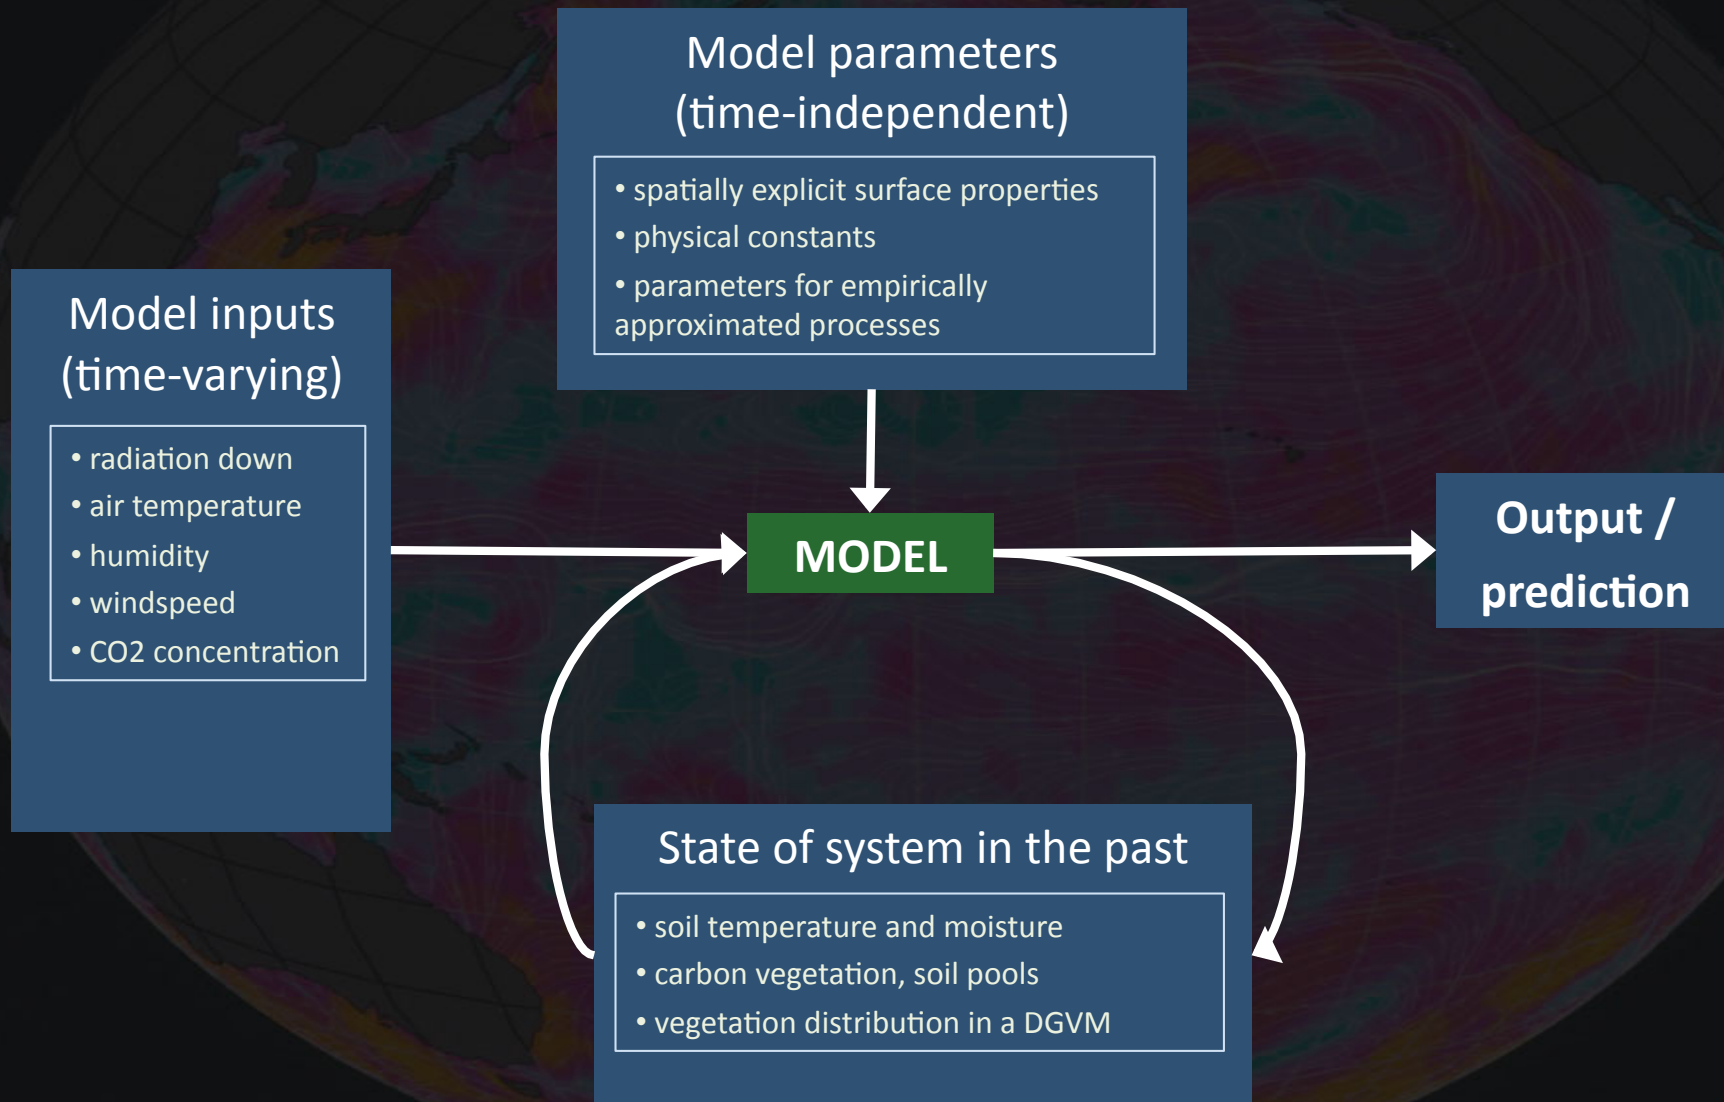 Model parameters
(time-independent)
• spatially explicit surface properties
• physical constants
• parameters for empirically
approximated processes
Model inputs
(time-varying)
• radiation down
• air temperature
• humidity
• windspeed
• CO2 concentration
MODEL
Output /
prediction
State of system in the past
• soil temperature and moisture
• carbon vegetation, soil pools
• vegetation distribution in a DGVM